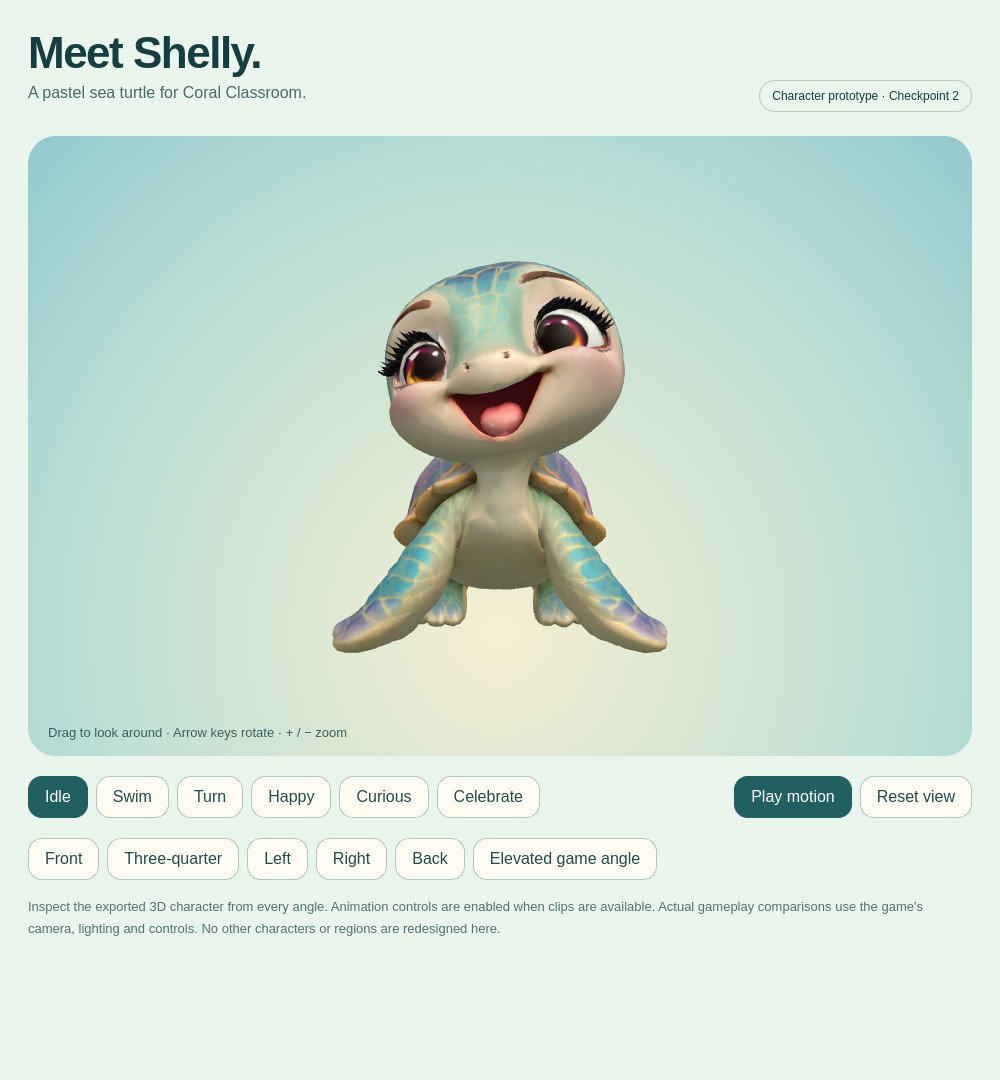 Meet Shelly.
A pastel sea turtle for Coral Classroom.
Character prototype · Checkpoint 2
Drag to look around · Arrow keys rotate · + / − zoom
Idle Swim Turn Happy Curious Celebrate Play motion Reset view
Front Three-quarter Left Right Back Elevated game angle
Inspect the exported 3D character from every angle. Animation controls are enabled when clips are available. Actual gameplay comparisons use the game's
camera, lighting and controls. No other characters or regions are redesigned here.